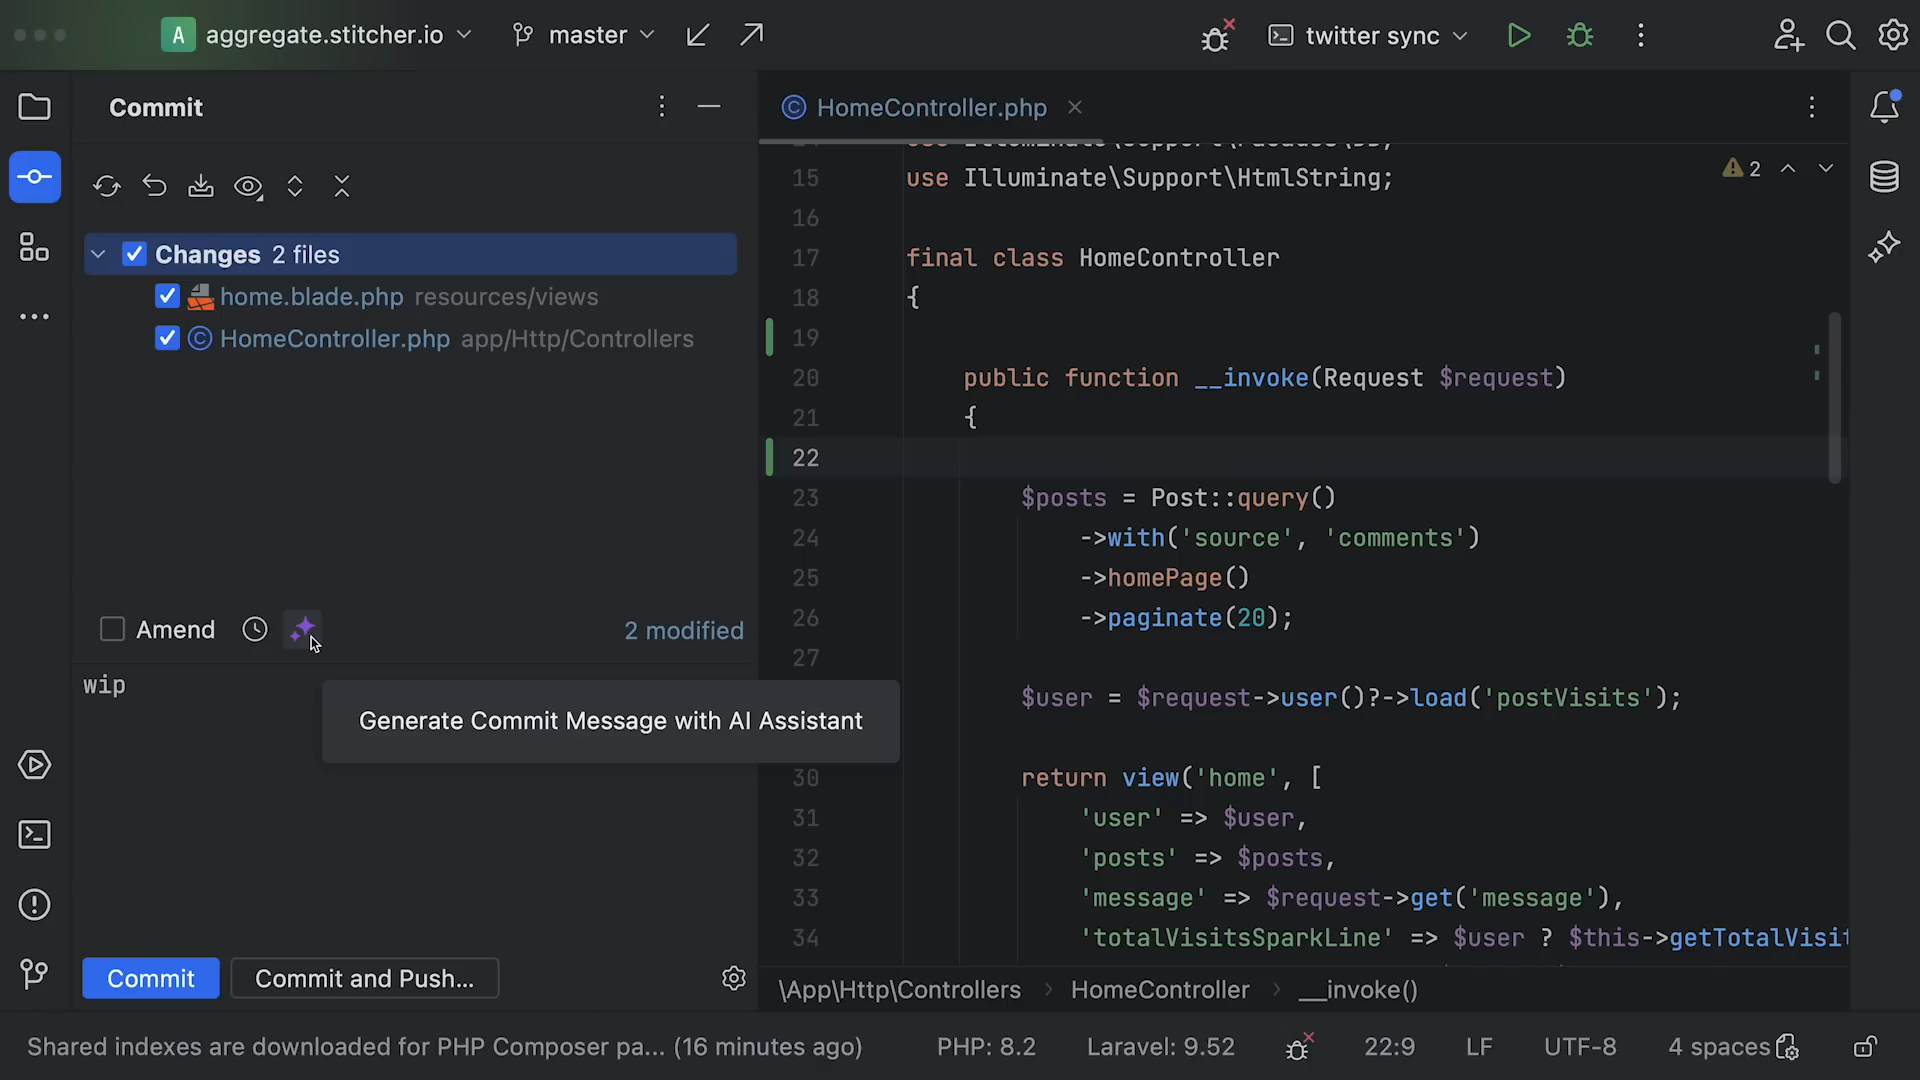 A aggregate.stitcher.io master twitter sync
Commit
HomeController.php
Changes 2 files
home.blade.php resources/views
HomeController.php app/Http/Controllers
Amend 2 modified
wip
Generate Commit Message with AI Assistant
Commit Commit and Push...
2
15 use Illuminate\Support\HtmlString;
16
17 final class HomeController
18 {
19
20 public function __invoke(Request $request)
21 {
22
23 $posts = Post::query()
24 ->with('source', 'comments')
25 ->homePage()
26 ->paginate(20);
27
$user = $request->user()?->load('postVisits');
30 return view('home', [
31 'user' => $user,
32 'posts' => $posts,
33 'message' => $request->get('message'),
34 'totalVisitsSparkLine' => $user ? $this->getTotalVisit
\App\Http\Controllers HomeController __invoke()
Shared indexes are downloaded for PHP Composer pa... (16 minutes ago) PHP: 8.2 Laravel: 9.52 22:9 LF UTF-8 4 spaces